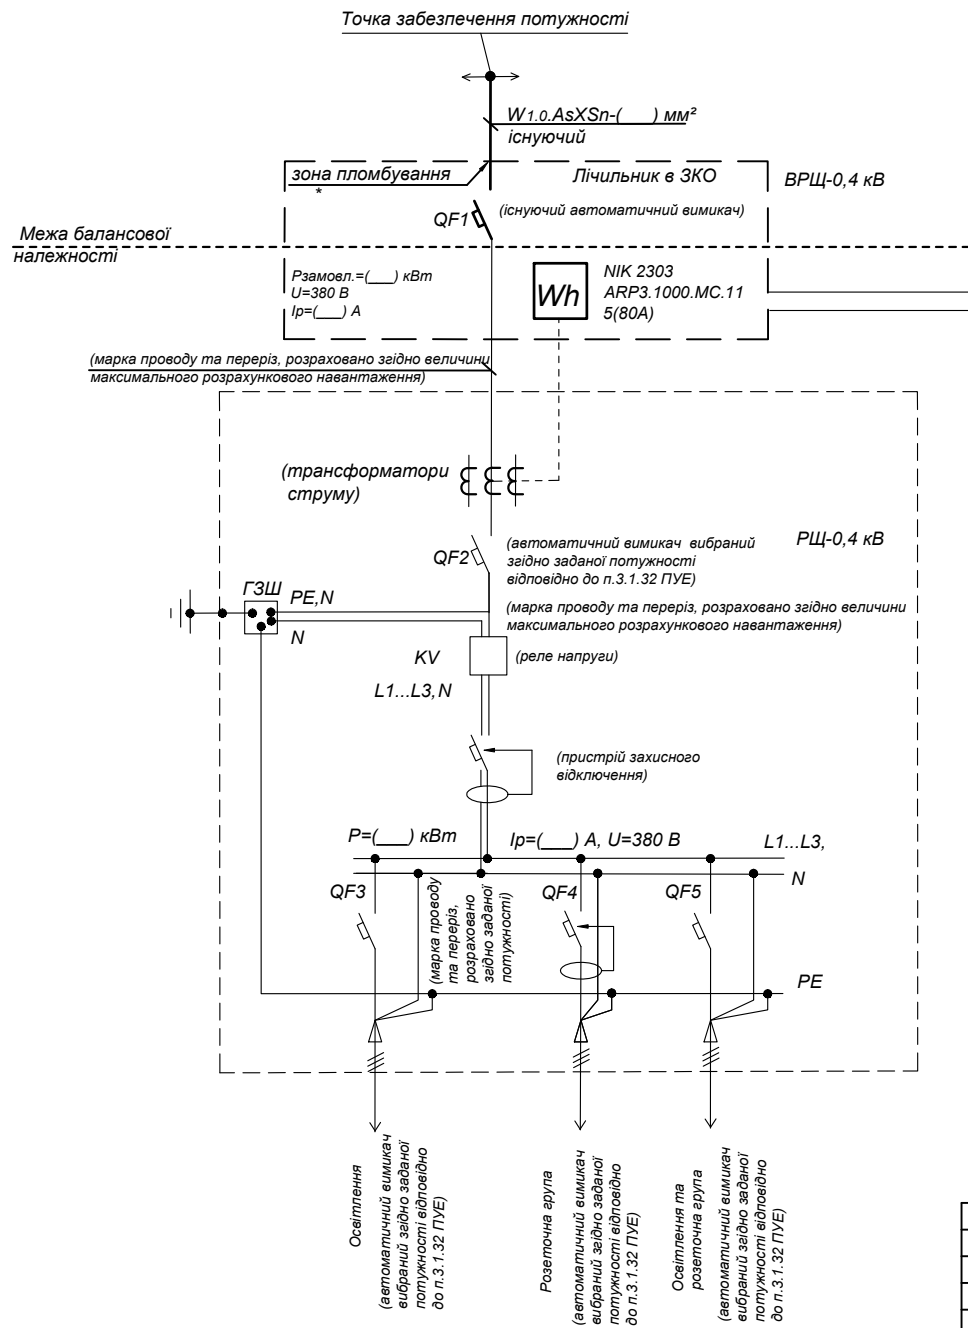 Точка забезпечення потужності
W1.0.AsXSn-(___) мм²
існуючий
зона пломбування
*
Лічильник в ЗКО
ВРЩ-0,4 кВ
QF1
(існуючий автоматичний вимикач)
Межа балансової
належності
Рзамовл.=(___) кВт
U=380 В
Ip=(___) А
Wh
NIK 2303
ARP3.1000.MC.11
5(80A)
(марка проводу та переріз, розраховано згідно величини
максимального розрахункового навантаження)
(трансформатори
струму)
РЩ-0,4 кВ
QF2
(автоматичний вимикач вибраний
згідно заданої потужності
відповідно до п.3.1.32 ПУЕ)
ГЗШ
PE,N
N
(марка проводу та переріз, розраховано згідно величини
максимального розрахункового навантаження)
KV
(реле напруги)
L1...L3,N
(пристрій захисного
відключення)
P=(___) кВт
Ip=(___) А, U=380 В
L1...L3,
N
QF3
(марка проводу
та переріз,
розраховано
згідно заданої
потужності)
QF4
QF5
PE
Освітлення
(автоматичний вимикач
вибраний згідно заданої
потужності відповідно
до п.3.1.32 ПУЕ)
Розеточна група
(автоматичний вимикач
вибраний згідно заданої
потужності відповідно
до п.3.1.32 ПУЕ)
Освітлення та
розеточна група
(автоматичний вимикач
вибраний згідно заданої
потужності відповідно
до п.3.1.32 ПУЕ)